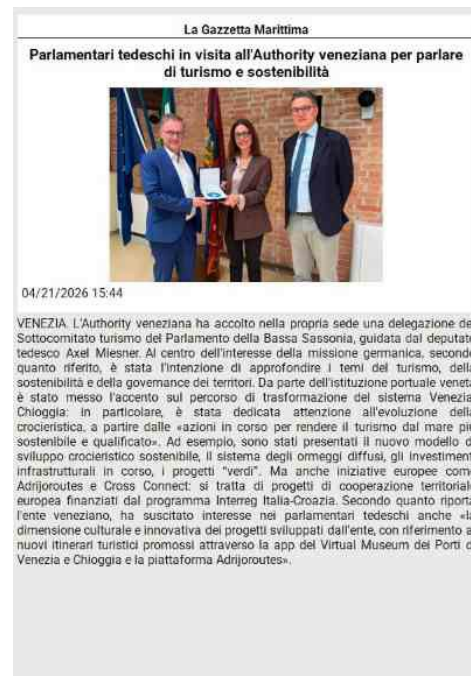 La Gazzetta Marittima
Parlamentari tedeschi in visita all'Authority veneziana per parlare
di turismo e sostenibilità
04/21/2026 15:44
VENEZIA. L'Authority veneziana ha accolto nella propria sede una delegazione de
Sottocomitato turismo del Parlamento della Bassa Sassonia, guidata dal deputato
tedesco Axel Miesner. Al centro dell'interesse della missione germanica, secondo
quanto riferito, è stata l'intenzione di approfondire i temi del turismo, della
sostenibilità e della governance dei territori. Da parte dell'istituzione portuale veneta
è stato messo l'accento sul percorso di trasformazione del sistema Venezia
Chioggia: in particolare, è stata dedicata attenzione all'evoluzione della
crocieristica, a partire dalle «azioni in corso per rendere il turismo dal mare più
sostenibile e qualificato». Ad esempio, sono stati presentati il nuovo modello d
sviluppo crocieristico sostenibile, il sistema degli ormeggi diffusi, gli investiment
infrastrutturali in corso, i progetti "verdi". Ma anche iniziative europee come
Adrijoroutes e Cross Connect: si tratta di progetti di cooperazione territoriale
europea finanziati dal programma Interreg Italia-Croazia. Secondo quanto riporta
l'ente veneziano, ha suscitato interesse nei parlamentari tedeschi anche «la
dimensione culturale e innovativa dei progetti sviluppati dall'ente, con riferimento a
nuovi itinerari turistici promossi attraverso la app del Virtual Museum dei Porti d
Venezia e Chioggia e la piattaforma Adrijoroutes».